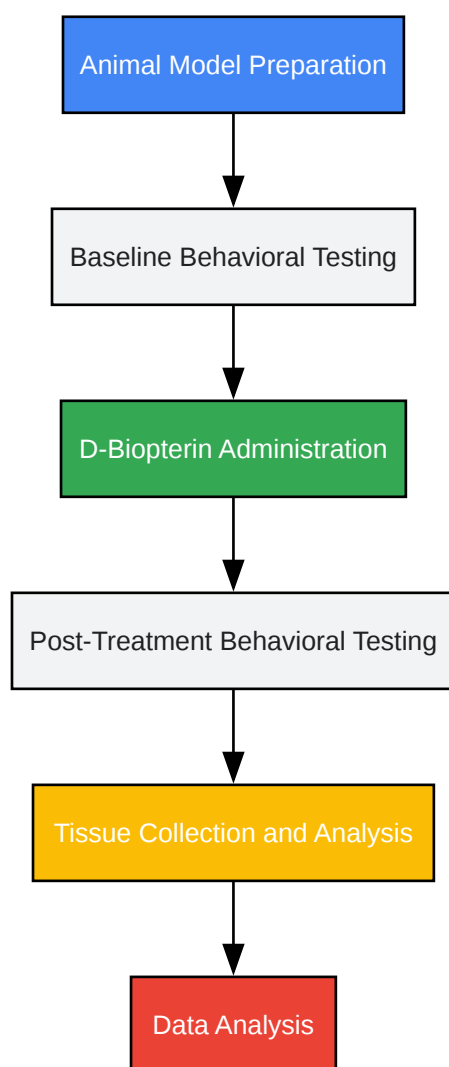 Animal Model Preparation
Baseline Behavioral Testing
D-Biopterin Administration
Post-Treatment Behavioral Testing
Tissue Collection and Analysis
Data Analysis